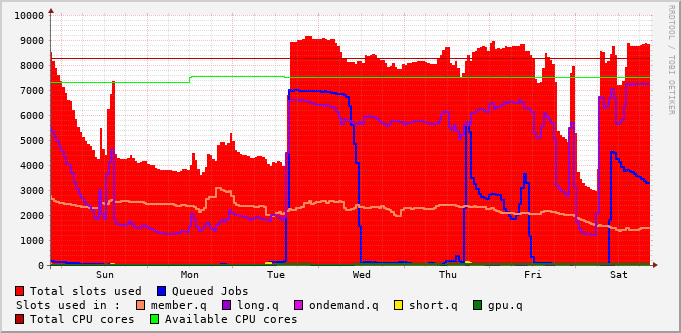 RRDTOOL / TOBI OETIKER
10000
9000
8000
7000
6000
5000
4000
3000
2000
1000
0
Sun Mon Tue Wed Thu Fri Sat
Total slots used Queued Jobs
Slots used in : member.q long.q ondemand.q short.q gpu.q
Total CPU cores Available CPU cores